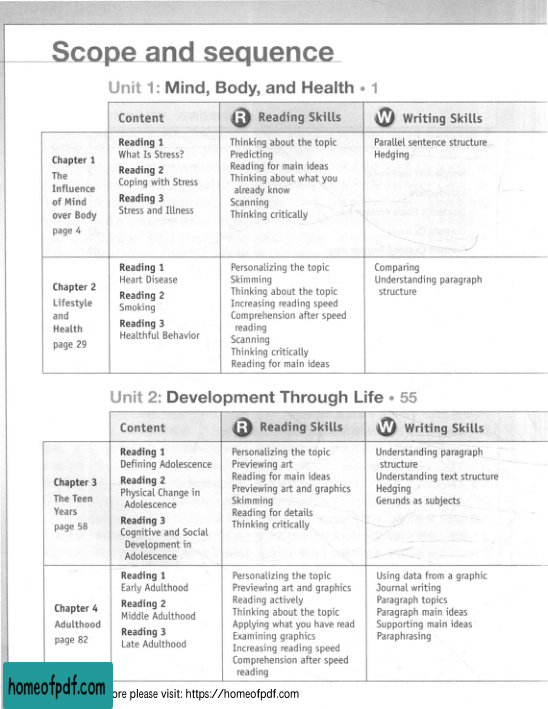 Scope and sequence
Unit 1: Mind, Body, and Health • 1
Content
R Reading Skills
W Writing Skills
Chapter 1
The
Influence
of Mind
over Body
page 4
Reading 1
What Is Stress?
Reading 2
Coping with Stress
Reading 3
Stress and Illness
Thinking about the topic
Predicting
Reading for main ideas
Thinking about what you
already know
Scanning
Thinking critically
Parallel sentence structure
Hedging
Chapter 2
Lifestyle
and
Health
page 29
Reading 1
Heart Disease
Reading 2
Smoking
Reading 3
Healthful Behavior
Personalizing the topic
Skimming
Thinking about the topic
Increasing reading speed
Comprehension after speed
reading
Scanning
Thinking critically
Reading for main ideas
Comparing
Understanding paragraph
structure
Unit 2: Development Through Life • 55
Content
R Reading Skills
W Writing Skills
Chapter 3
The Teen
Years
page 58
Reading 1
Defining Adolescence
Reading 2
Physical Change in
Adolescence
Reading 3
Cognitive and Social
Development in
Adolescence
Personalizing the topic
Previewing art
Reading for main ideas
Previewing art and graphics
Skimming
Reading for details
Thinking critically
Understanding paragraph
structure
Understanding text structure
Hedging
Gerunds as subjects
Chapter 4
Adulthood
page 82
Reading 1
Early Adulthood
Reading 2
Middle Adulthood
Reading 3
Late Adulthood
Personalizing the topic
Previewing art and graphics
Reading actively
Thinking about the topic
Applying what you have read
Examining graphics
Increasing reading speed
Comprehension after speed
reading
Using data from a graphic
Journal writing
Paragraph topics
Paragraph main ideas
Supporting main ideas
Paraphrasing
homeofpdf.com
ore please visit: https://homeofpdf.com